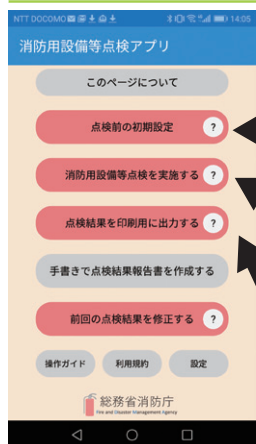 NTT DOCOMO 14:05
消防用設備等点検アプリ
このページについて
点検前の初期設定 ?
消防用設備等点検を実施する ?
点検結果を印刷用に出力する ?
手書きで点検結果報告書を作成する
前回の点検結果を修正する ?
操作ガイド 利用規約 設定
総務省消防庁
Fire and Disaster Management Agency